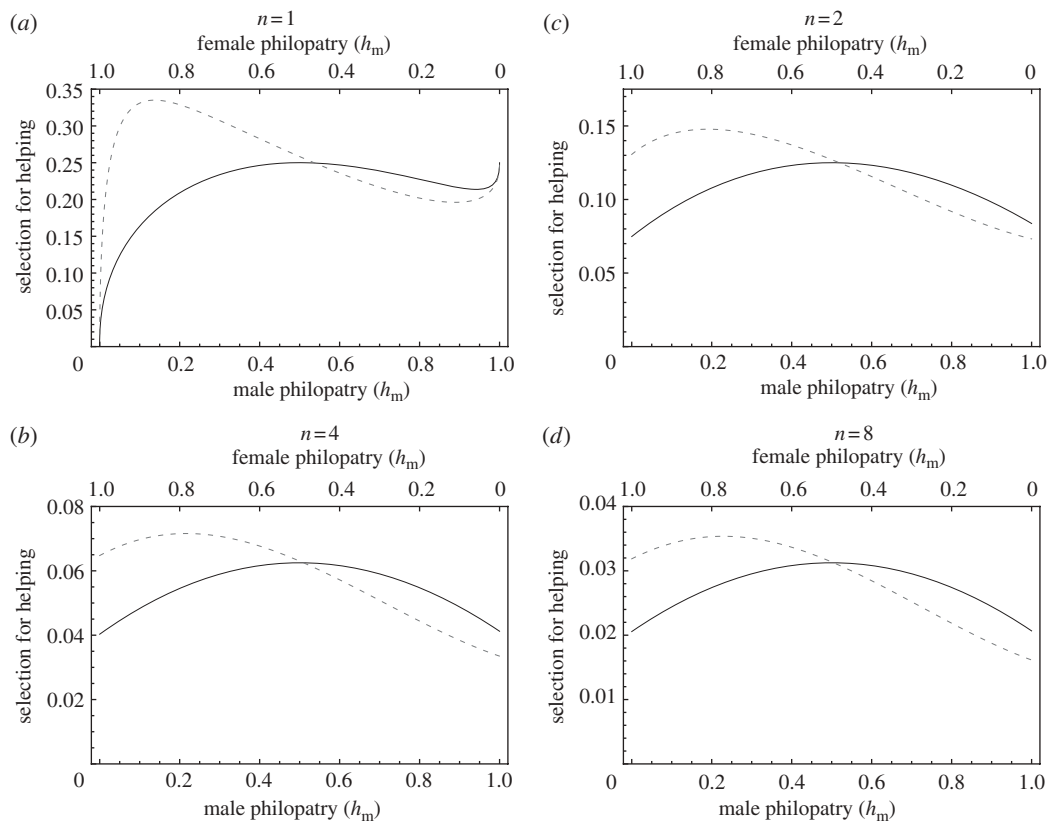 (a)
n=1
female philopatry (hm)
1.0 0.8 0.6 0.4 0.2 0
0.35
0.30
0.25
0.20
0.15
0.10
0.05
selection for helping
0 0.2 0.4 0.6 0.8 1.0
male philopatry (hm)
(c)
n=2
female philopatry (hm)
1.0 0.8 0.6 0.4 0.2 0
0.15
0.10
0.05
selection for helping
0 0.2 0.4 0.6 0.8 1.0
male philopatry (hm)
(b)
n=4
female philopatry (hm)
1.0 0.8 0.6 0.4 0.2 0
0.08
0.06
0.04
0.02
selection for helping
0 0.2 0.4 0.6 0.8 1.0
male philopatry (hm)
(d)
n=8
female philopatry (hm)
1.0 0.8 0.6 0.4 0.2 0
0.04
0.03
0.02
0.01
selection for helping
0 0.2 0.4 0.6 0.8 1.0
male philopatry (hm)